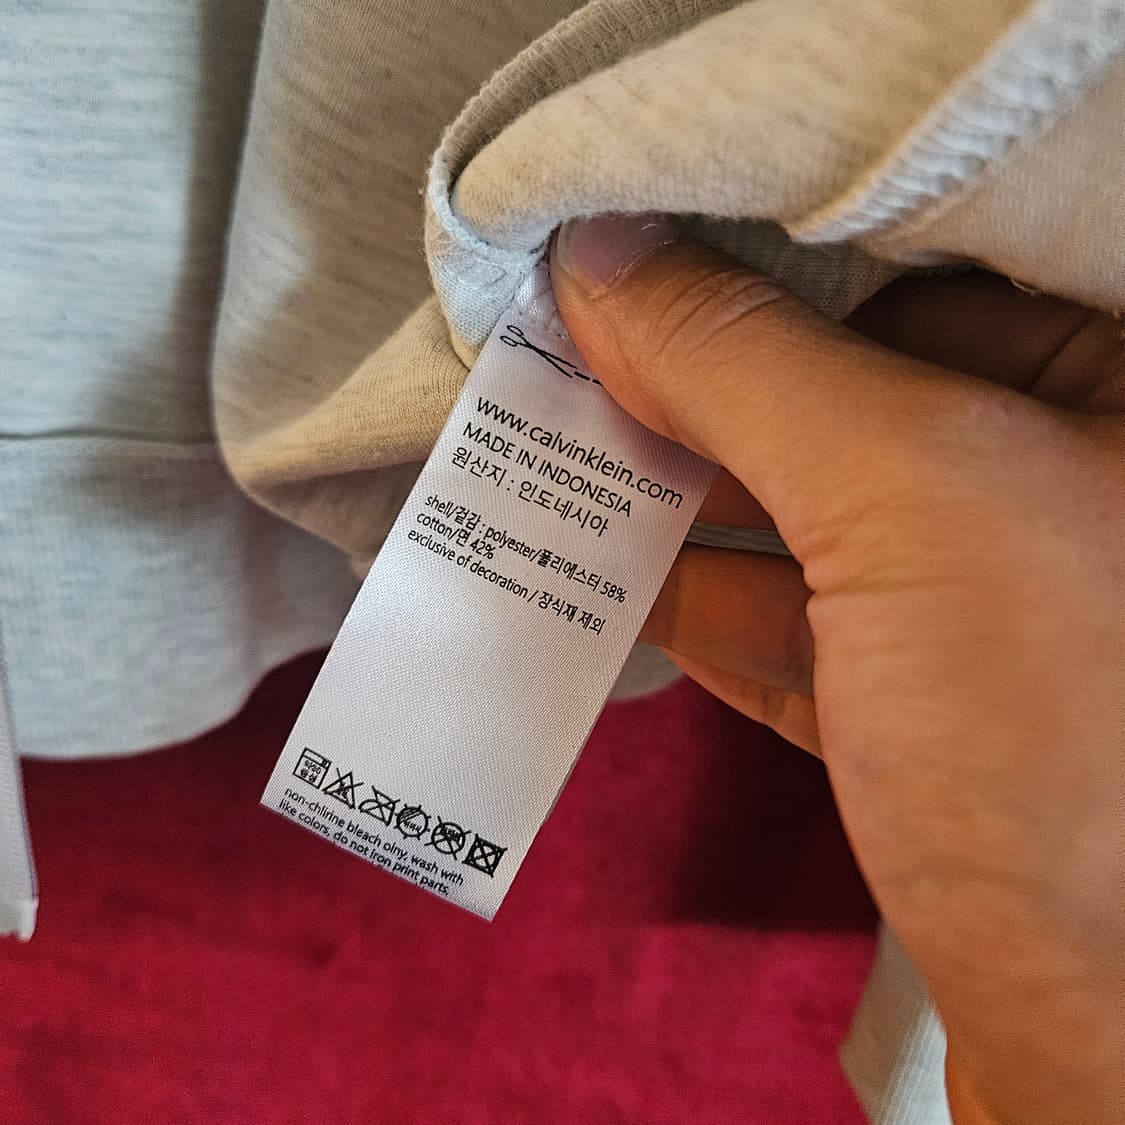 www.calvinklein.com
MADE IN INDONESIA
원산지 : 인도네시아
shell/겉감 : polyester/폴리에스터 58%
cotton/면 42%
exclusive of decoration / 장식재 제외
non-chlirine bleach olny, wash with
like colors, do not iron print parts,